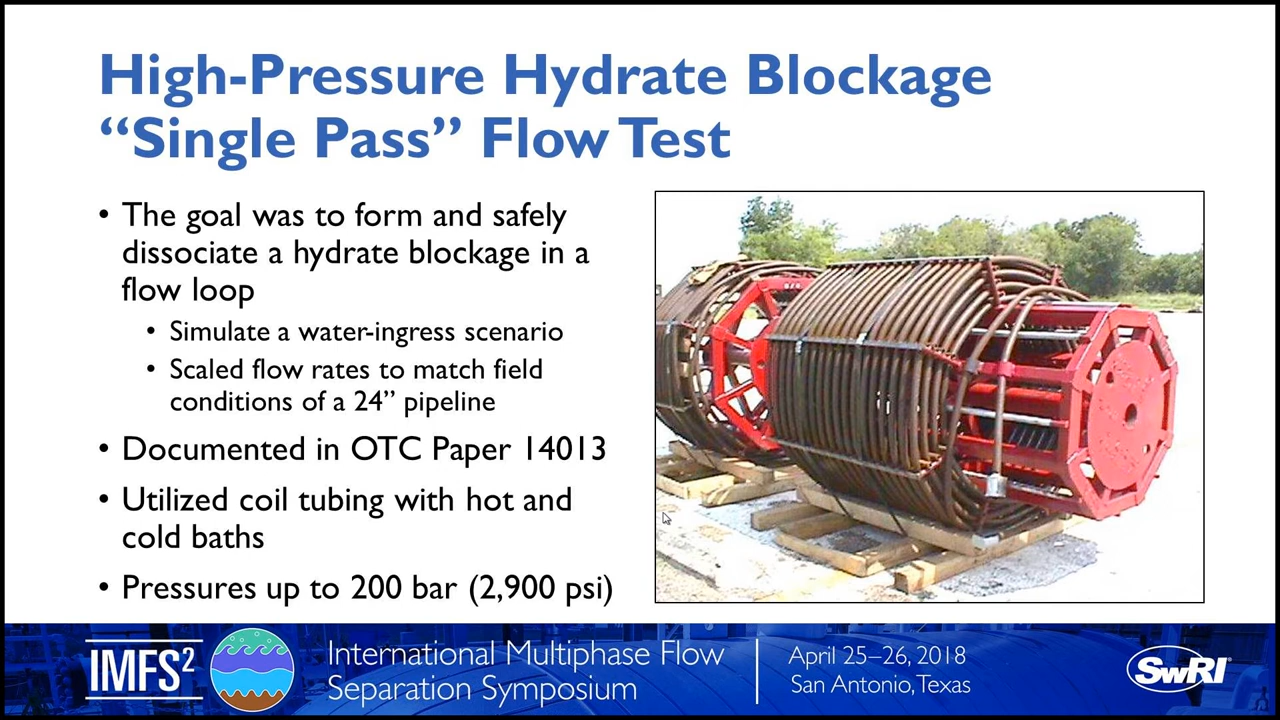 High-Pressure Hydrate Blockage
“Single Pass” Flow Test
• The goal was to form and safely
dissociate a hydrate blockage in a
flow loop
• Simulate a water-ingress scenario
• Scaled flow rates to match field
conditions of a 24” pipeline
• Documented in OTC Paper 14013
• Utilized coil tubing with hot and
cold baths
• Pressures up to 200 bar (2,900 psi)
IMFS²
International Multiphase Flow
Separation Symposium
April 25–26, 2018
San Antonio, Texas
SwRI®